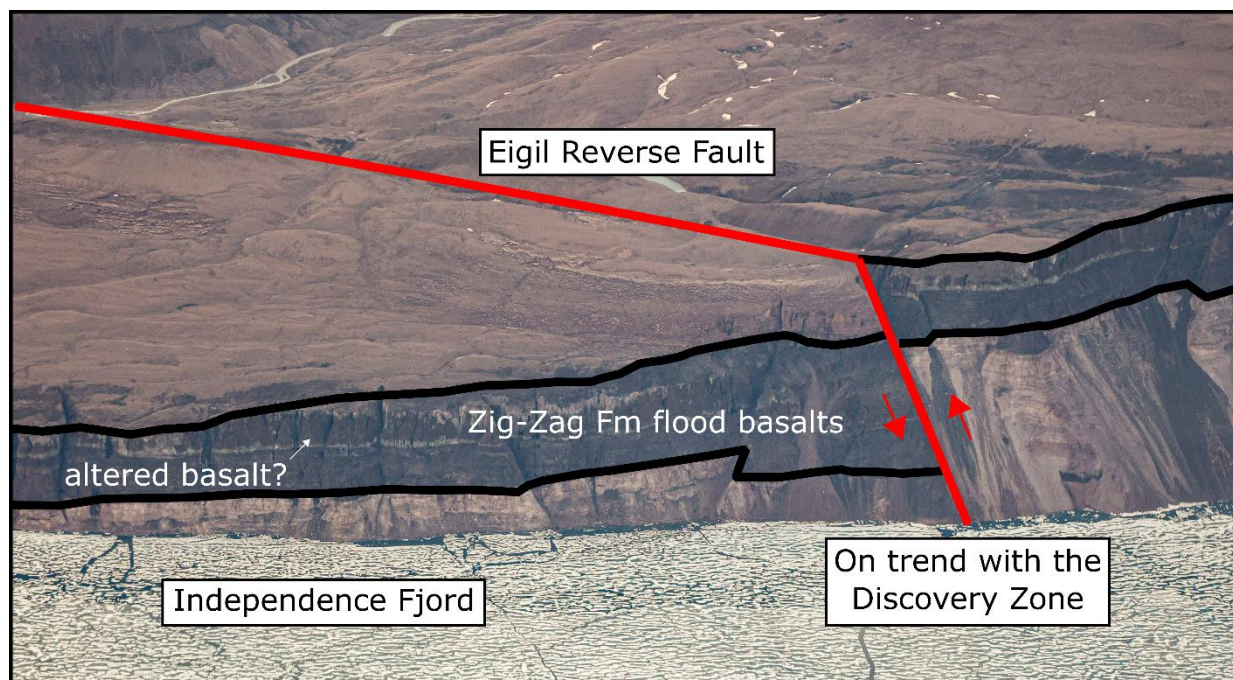 Eigil Reverse Fault
Zig-Zag Fm flood basalts
altered basalt?
Independence Fjord
On trend with the
Discovery Zone